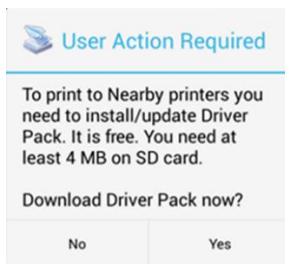 User Action Required
To print to Nearby printers you
need to install/update Driver
Pack. It is free. You need at
least 4 MB on SD card.
Download Driver Pack now?
No Yes